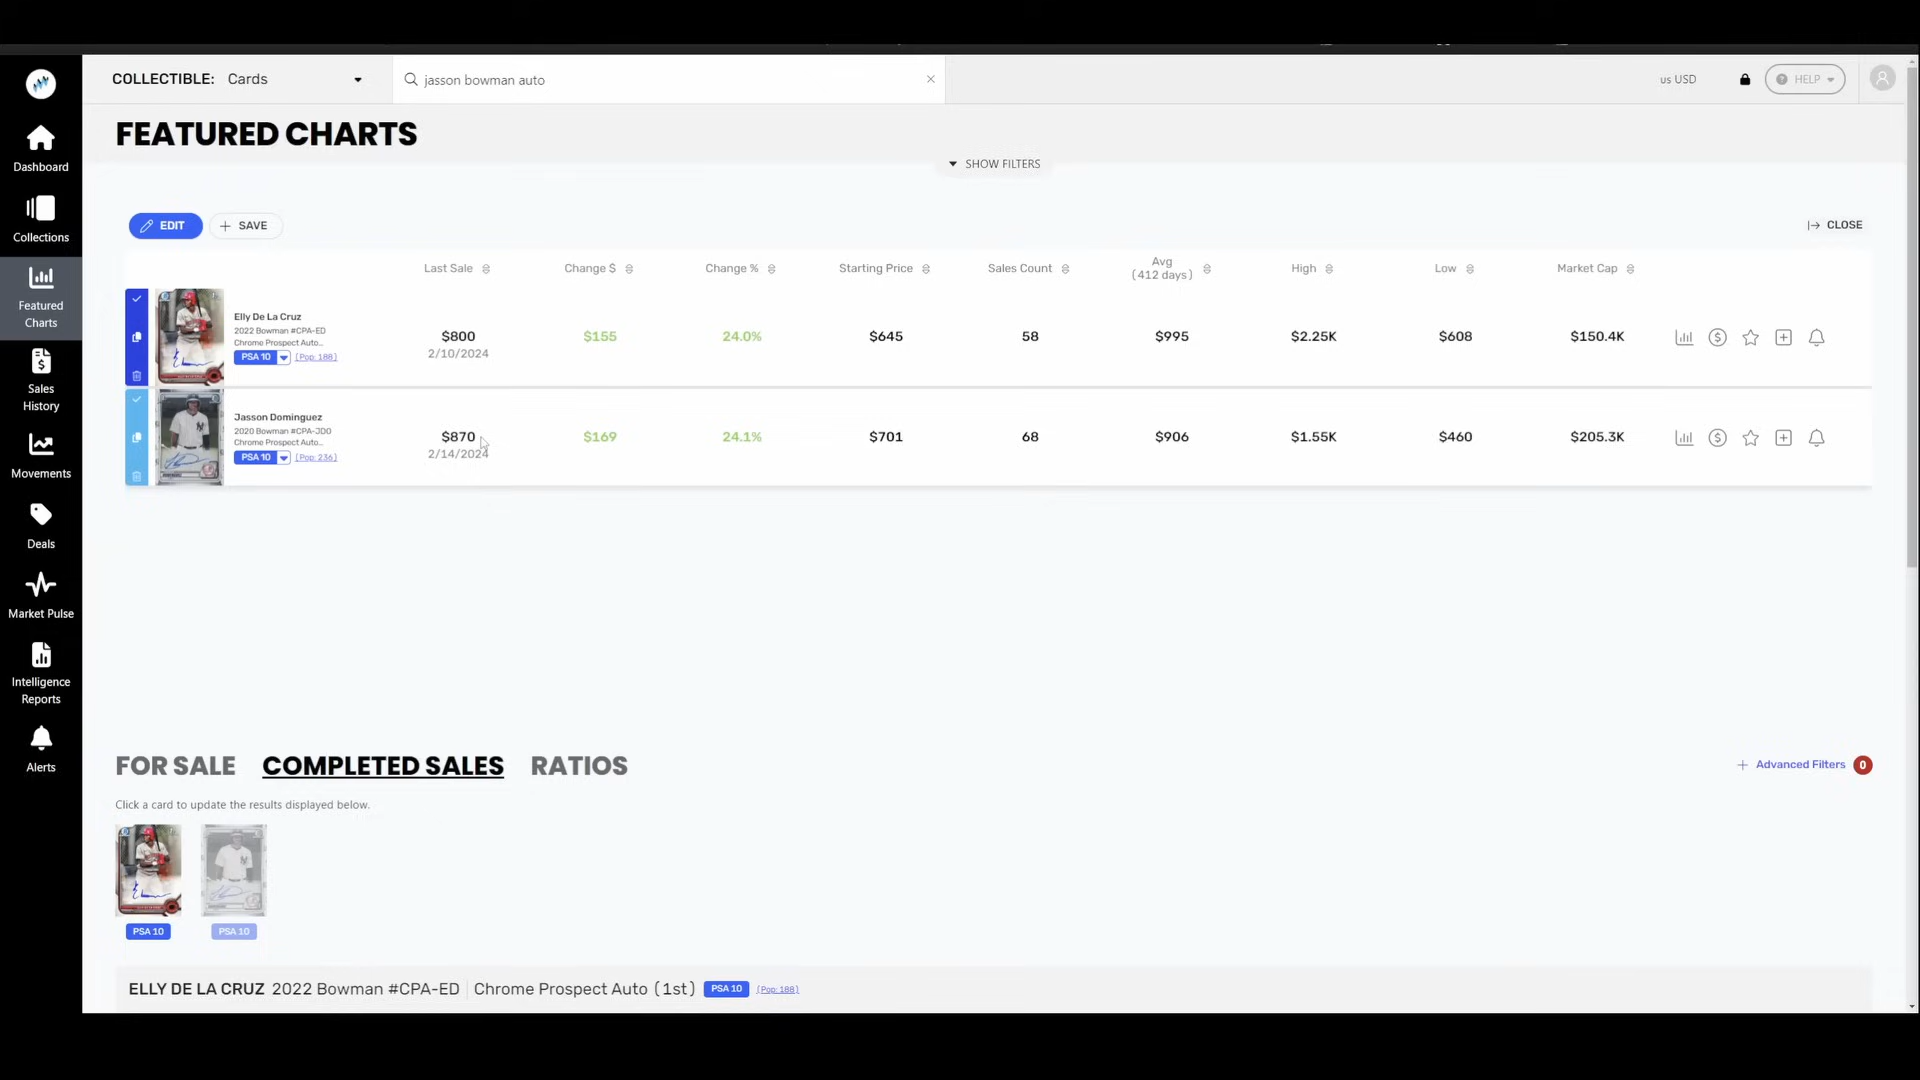 COLLECTIBLE: Cards
jasson bowman auto
us USD
HELP
FEATURED CHARTS
SHOW FILTERS
Dashboard
Collections
Featured
Charts
Sales
History
Movements
Deals
Market Pulse
Intelligence
Reports
Alerts
EDIT
SAVE
CLOSE
Last Sale
Change $
Change %
Starting Price
Sales Count
Avg
(412 days)
High
Low
Market Cap
Elly De La Cruz
2022 Bowman #CPA-ED
Chrome Prospect Auto...
PSA 10 (Pop: 188)
$800
2/10/2024
$155
24.0%
$645
58
$995
$2.25K
$608
$150.4K
Jasson Dominguez
2020 Bowman #CPA-JDO
Chrome Prospect Auto...
PSA 10 (Pop: 236)
$870
2/14/2024
$169
24.1%
$701
68
$906
$1.55K
$460
$205.3K
FOR SALE COMPLETED SALES RATIOS
Advanced Filters 0
Click a card to update the results displayed below.
PSA 10
PSA 10
ELLY DE LA CRUZ 2022 Bowman #CPA-ED Chrome Prospect Auto (1st) PSA 10 (Pop: 188)